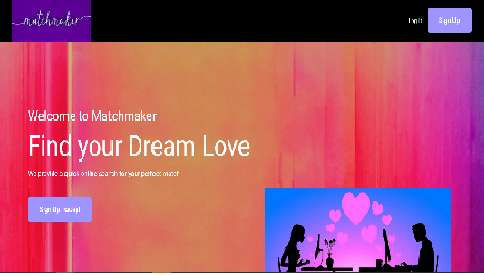 matchmaker
Login
SignUp
Welcome to Matchmaker
Find your Dream Love
We provide a quick online search for your perfect match
SignUp Today!